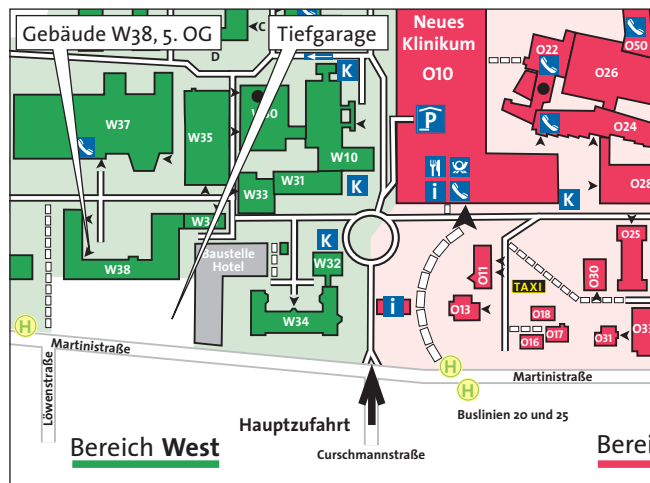 Gebäude W38, 5. OG
Tiefgarage
C
D
K
Neues
Klinikum
O10
O22
O50
O26
W37
W35
P
O24
W10
W31
W33
K
i
K
O28
W38
K
W32
Baustelle
Hotel
O25
O11
O30
TAXI
i
O13
O18
O17
O16
O31
O33
W34
H
Martinistraße
H
H
Martinistraße
Löwenstraße
Buslinien 20 und 25
Hauptzufahrt
Bereich West
Curschmannstraße